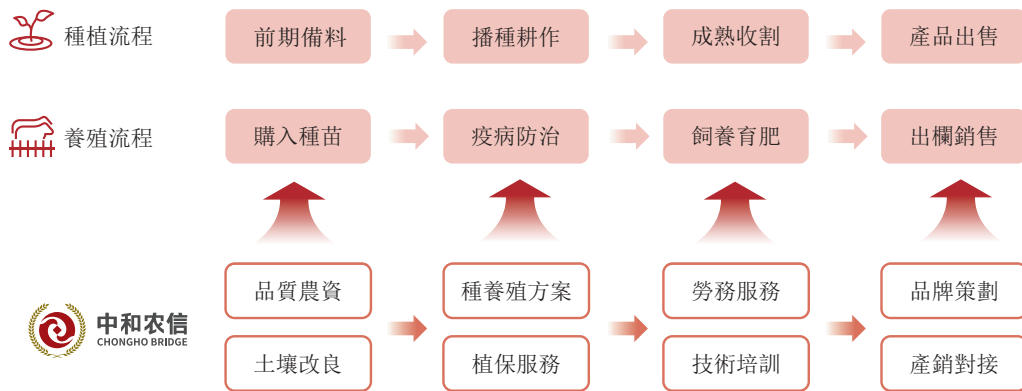 種植流程
前期備料
播種耕作
成熟收割
產品出售
養殖流程
購入種苗
疫病防治
飼養育肥
出欄銷售
品質農資
種養殖方案
勞務服務
品牌策劃
中和农信
CHONGHO BRIDGE
土壤改良
植保服務
技術培訓
產銷對接